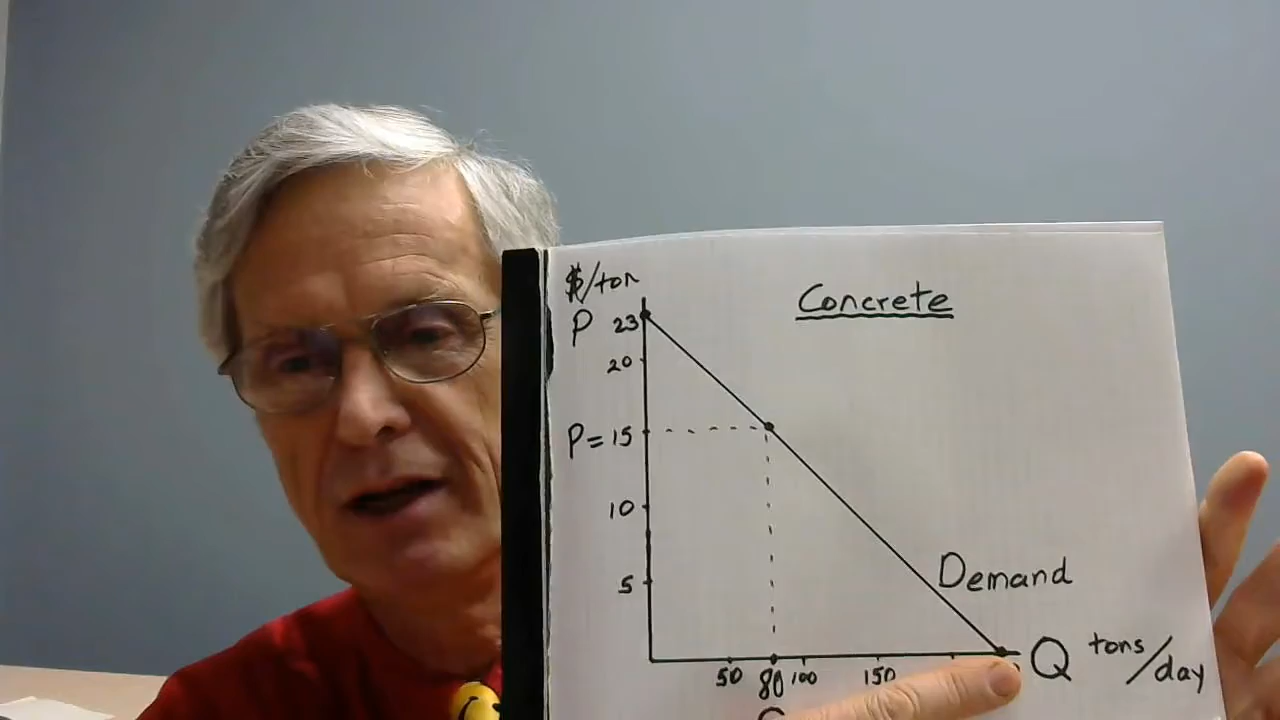 $/ton
Concrete
P 23
20
P=15
10
5
Demand
Q tons/day
50 80 100 150